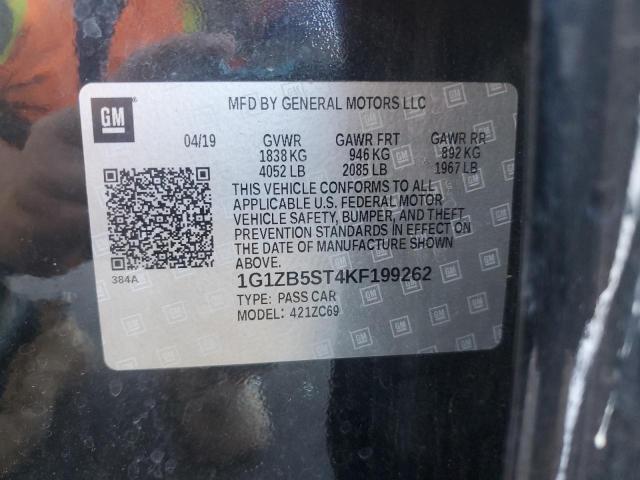 GM
MFD BY GENERAL MOTORS LLC
04/19 GVWR GAWR FRT GAWR RR
1838 KG 946 KG 892 KG
4052 LB 2085 LB 1967 LB
THIS VEHICLE CONFORMS TO ALL
APPLICABLE U.S. FEDERAL MOTOR
VEHICLE SAFETY, BUMPER, AND THEFT
PREVENTION STANDARDS IN EFFECT ON
THE DATE OF MANUFACTURE SHOWN
ABOVE.
384A
1G1ZB5ST4KF199262
TYPE: PASS CAR
MODEL: 421ZC69